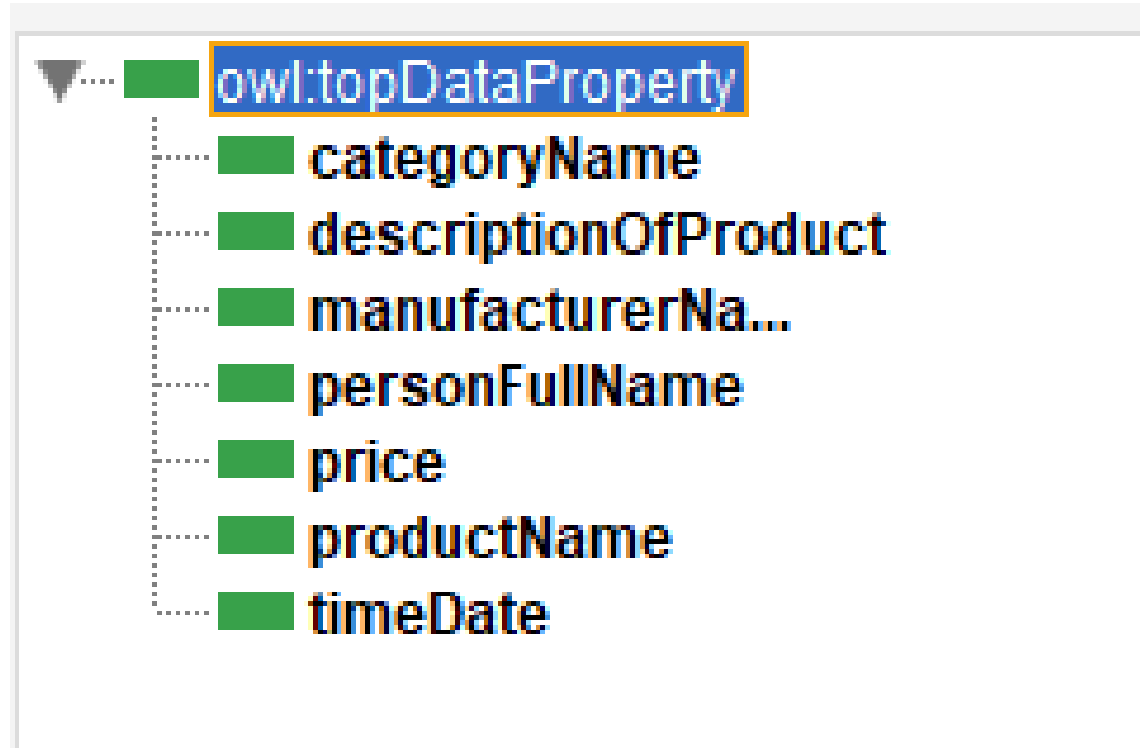 owl:topDataProperty
categoryName
descriptionOfProduct
manufacturerNa...
personFullName
price
productName
timeDate